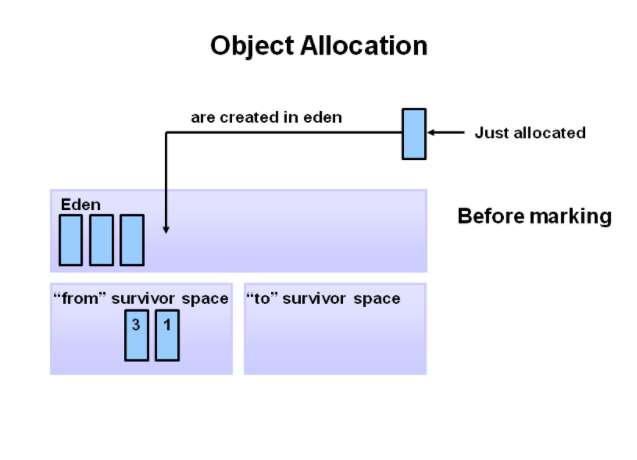 Object Allocation
are created in eden
Just allocated
Eden
Before marking
“from” survivor space
“to” survivor space
3 1